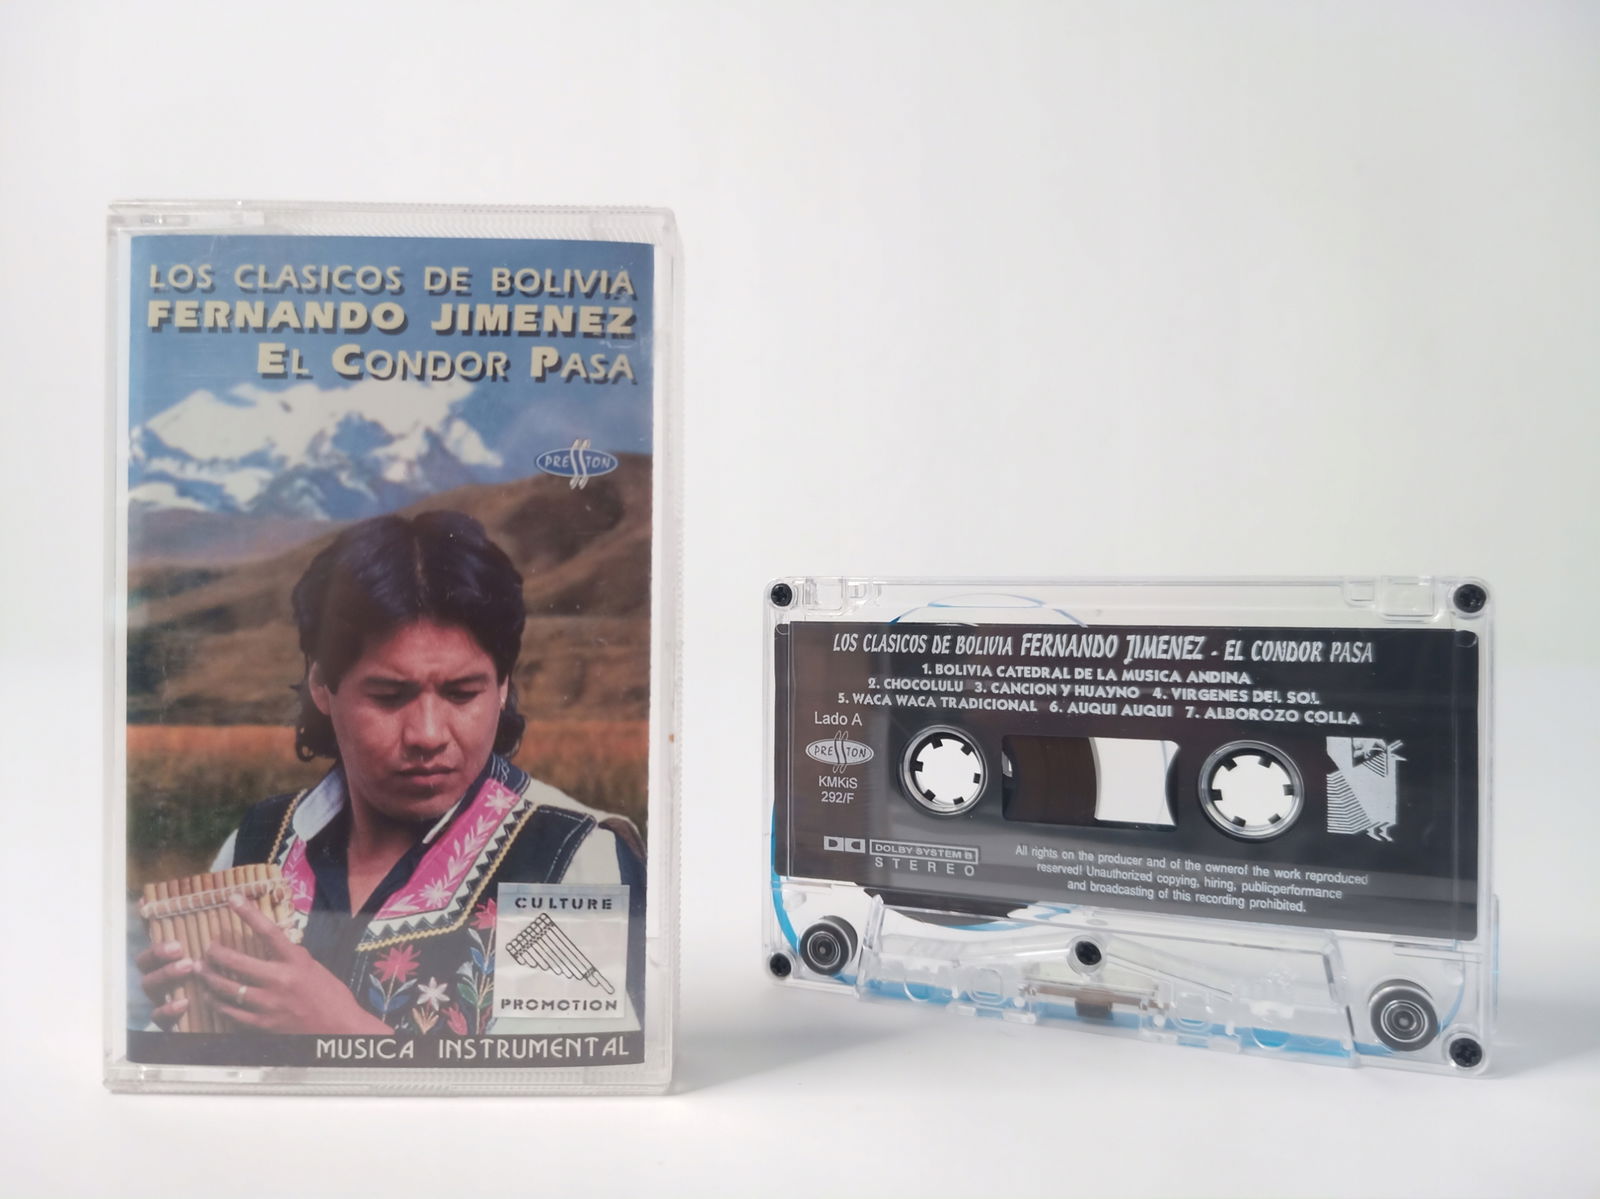 LOS CLASICOS DE BOLIVIA
FERNANDO JIMENEZ
EL CONDOR PASA
PRESSTON
CULTURE
PROMOTION
MUSICA INSTRUMENTAL
LOS CLASICOS DE BOLIVIA FERNANDO JIMENEZ - EL CONDOR PASA
1. BOLIVIA CATEDRAL DE LA MUSICA ANDINA
2. CHOCOLULU 3. CANCION Y HUAYNO 4. VIRGENES DEL SOL
5. WACA WACA TRADICIONAL 6. AUQUI AUQUI 7. ALBOROZO COLLA
Lado A
PRESSTON
KMKiS
292/F
DOLBY SYSTEM B
STEREO
All rights on the producer and of the ownerof the work reproduced
reserved! Unauthorized copying, hiring, publicperformance
and broadcasting of this recording prohibited.